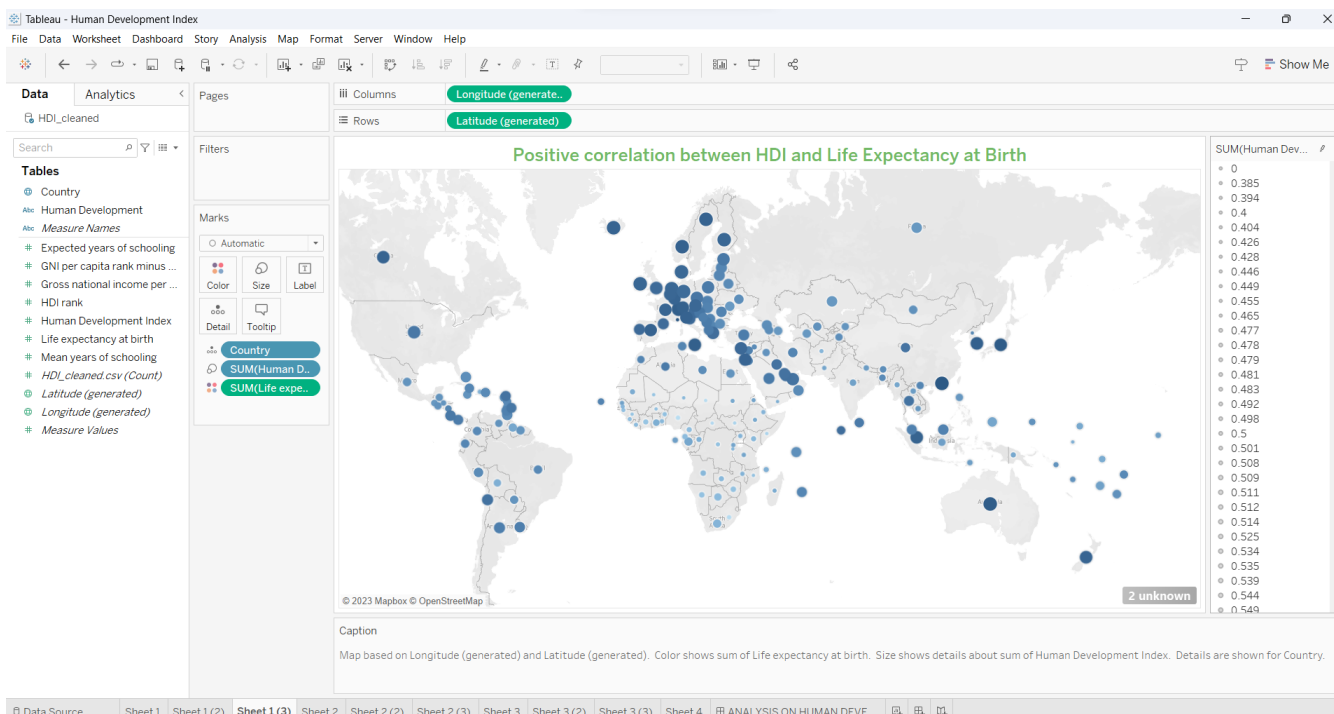 Tableau - Human Development Index
File Data Worksheet Dashboard Story Analysis Map Format Server Window Help
Show Me
Data Analytics
HDI_cleaned
Search
Tables
Country
Abc Human Development
Abc Measure Names
# Expected years of schooling
# GNI per capita rank minus ...
# Gross national income per ...
# HDI rank
# Human Development Index
# Life expectancy at birth
# Mean years of schooling
# HDI_cleaned.csv (Count)
Latitude (generated)
Longitude (generated)
# Measure Values
Pages
Filters
Marks
Automatic
Color Size Label
Detail Tooltip
Country
SUM(Human D..
SUM(Life expe..
Columns Longitude (generate..
Rows Latitude (generated)
Positive correlation between HDI and Life Expectancy at Birth
© 2023 Mapbox © OpenStreetMap
2 unknown
SUM(Human Dev...
0
0.385
0.394
0.4
0.404
0.426
0.428
0.446
0.449
0.455
0.465
0.477
0.478
0.479
0.481
0.483
0.492
0.498
0.5
0.501
0.508
0.509
0.511
0.512
0.514
0.525
0.534
0.535
0.539
0.544
0.549
Caption
Map based on Longitude (generated) and Latitude (generated). Color shows sum of Life expectancy at birth. Size shows details about sum of Human Development Index. Details are shown for Country.
Data Source Sheet 1 Sheet 1 (2) Sheet 1 (3) Sheet 2 Sheet 2 (2) Sheet 2 (3) Sheet 3 Sheet 3 (2) Sheet 3 (3) Sheet 4 ANALYSIS ON HUMAN DEVE...